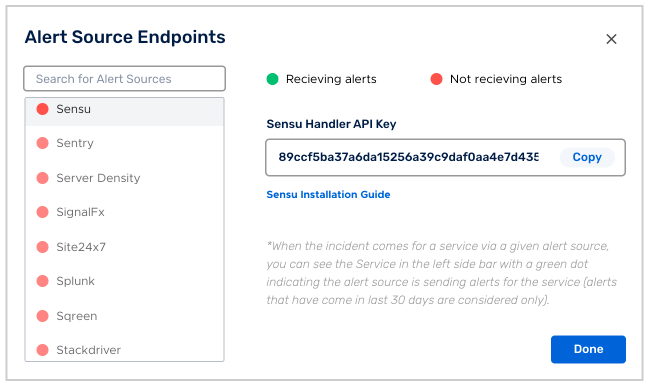 Alert Source Endpoints
Search for Alert Sources
Recieving alerts
Not recieving alerts
Sensu
Sentry
Server Density
SignalFx
Site24x7
Splunk
Sqreen
Stackdriver
Sensu Handler API Key
89ccf5ba37a6da15256a39c9daf0aa4e7d435
Copy
Sensu Installation Guide
*When the incident comes for a service via a given alert source,
you can see the Service in the left side bar with a green dot
indicating the alert source is sending alerts for the service (alerts
that have come in last 30 days are considered only).
Done